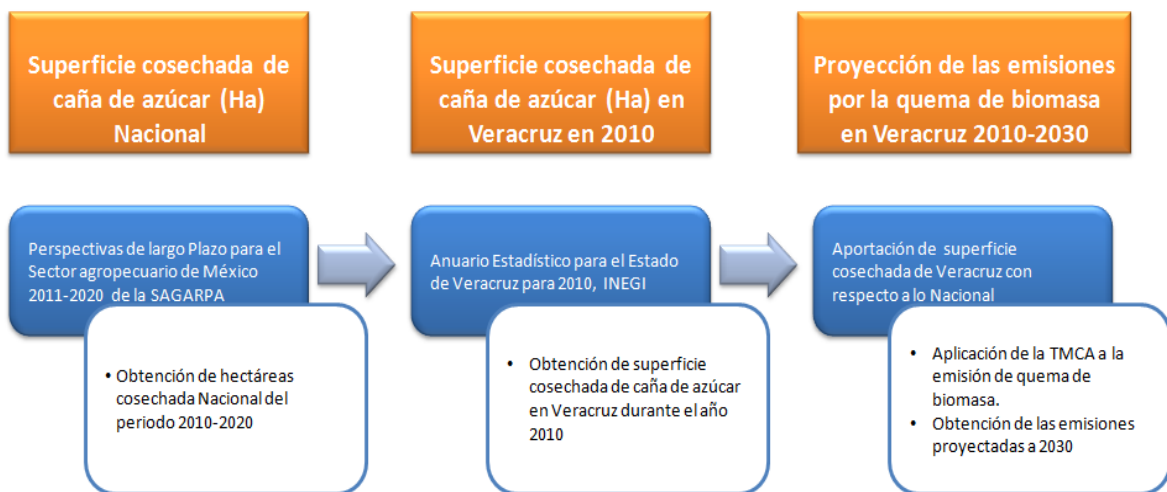 Superficie cosechada de
caña de azúcar (Ha)
Nacional
Superficie cosechada de
caña de azúcar (Ha) en
Veracruz en 2010
Proyección de las emisiones
por la quema de biomasa
en Veracruz 2010-2030
Perspectivas de largo Plazo para el
Sector agropecuario de México
2011-2020 de la SAGARPA
• Obtención de hectáreas
cosechada Nacional del
periodo 2010-2020
Anuario Estadístico para el Estado
de Veracruz para 2010, INEGI
• Obtención de superficie
cosechada de caña de azúcar
en Veracruz durante el año
2010
Aportación de superficie
cosechada de Veracruz con
respecto a lo Nacional
• Aplicación de la TMCA a la
emisión de quema de
biomasa.
• Obtención de las emisiones
proyectadas a 2030